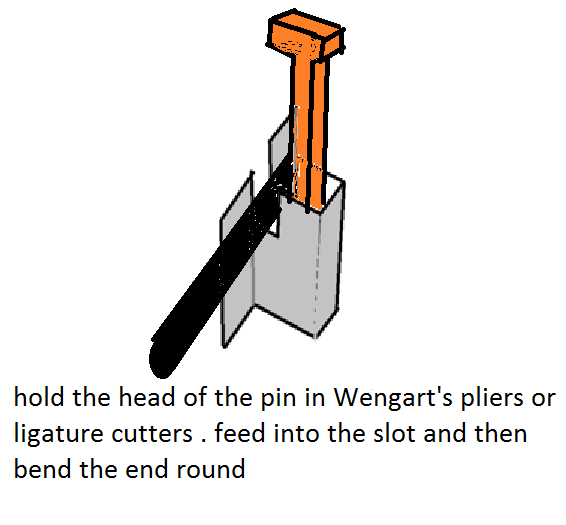 hold the head of the pin in Wengart's pliers or
ligature cutters . feed into the slot and then
bend the end round